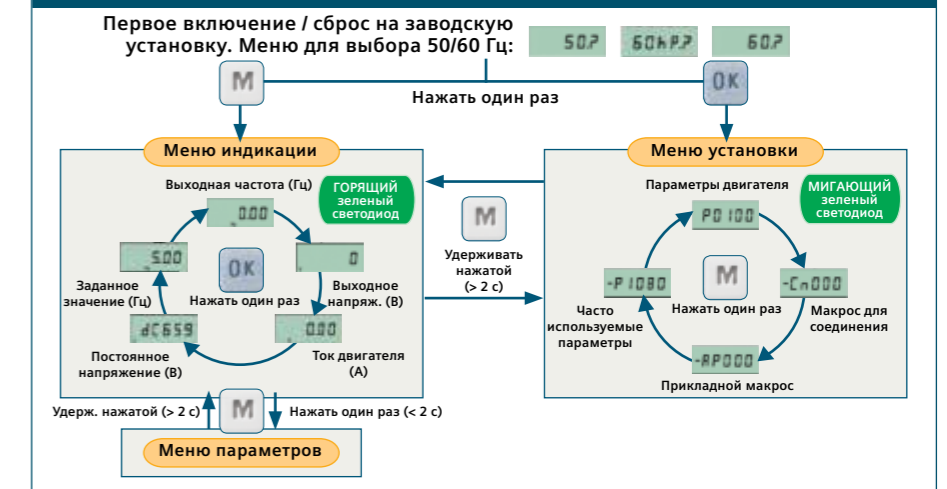 Первое включение / сброс на заводскую
установку. Меню для выбора 50/60 Гц:
50.? 60hP.? 60.?
M
OK
Нажать один раз
Меню индикации
Выходная частота (Гц)
ГОРЯЩИЙ
зеленый
светодиод
0.00
5.00
0
OK
Заданное
значение (Гц)
Нажать один раз
Выходное
напряж. (В)
dC659
0.00
Постоянное
напряжение (В)
Ток двигателя
(А)
M
Удерживать
нажатой
(> 2 с)
Меню установки
Параметры двигателя
МИГАЮЩИЙ
зеленый
светодиод
P0100
-P1080
M
-Cn000
Часто
используемые
параметры
Нажать один раз
Макрос для
соединения
-AP000
Прикладной макрос
Удерж. нажатой (> 2 с)
M
Нажать один раз (< 2 с)
Меню параметров